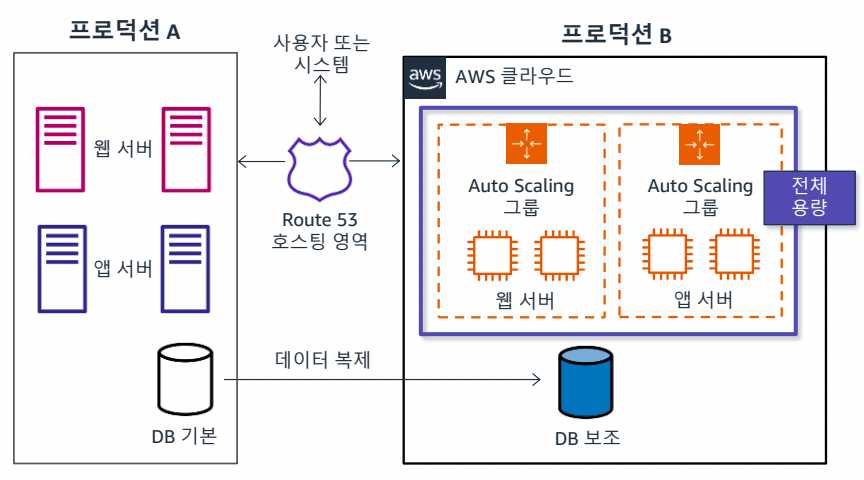 프로덕션 A
사용자 또는
시스템
프로덕션 B
aws
AWS 클라우드
웹 서버
앱 서버
Route 53
호스팅 영역
Auto Scaling
그룹
웹 서버
Auto Scaling
그룹
앱 서버
전체
용량
데이터 복제
DB 기본
DB 보조